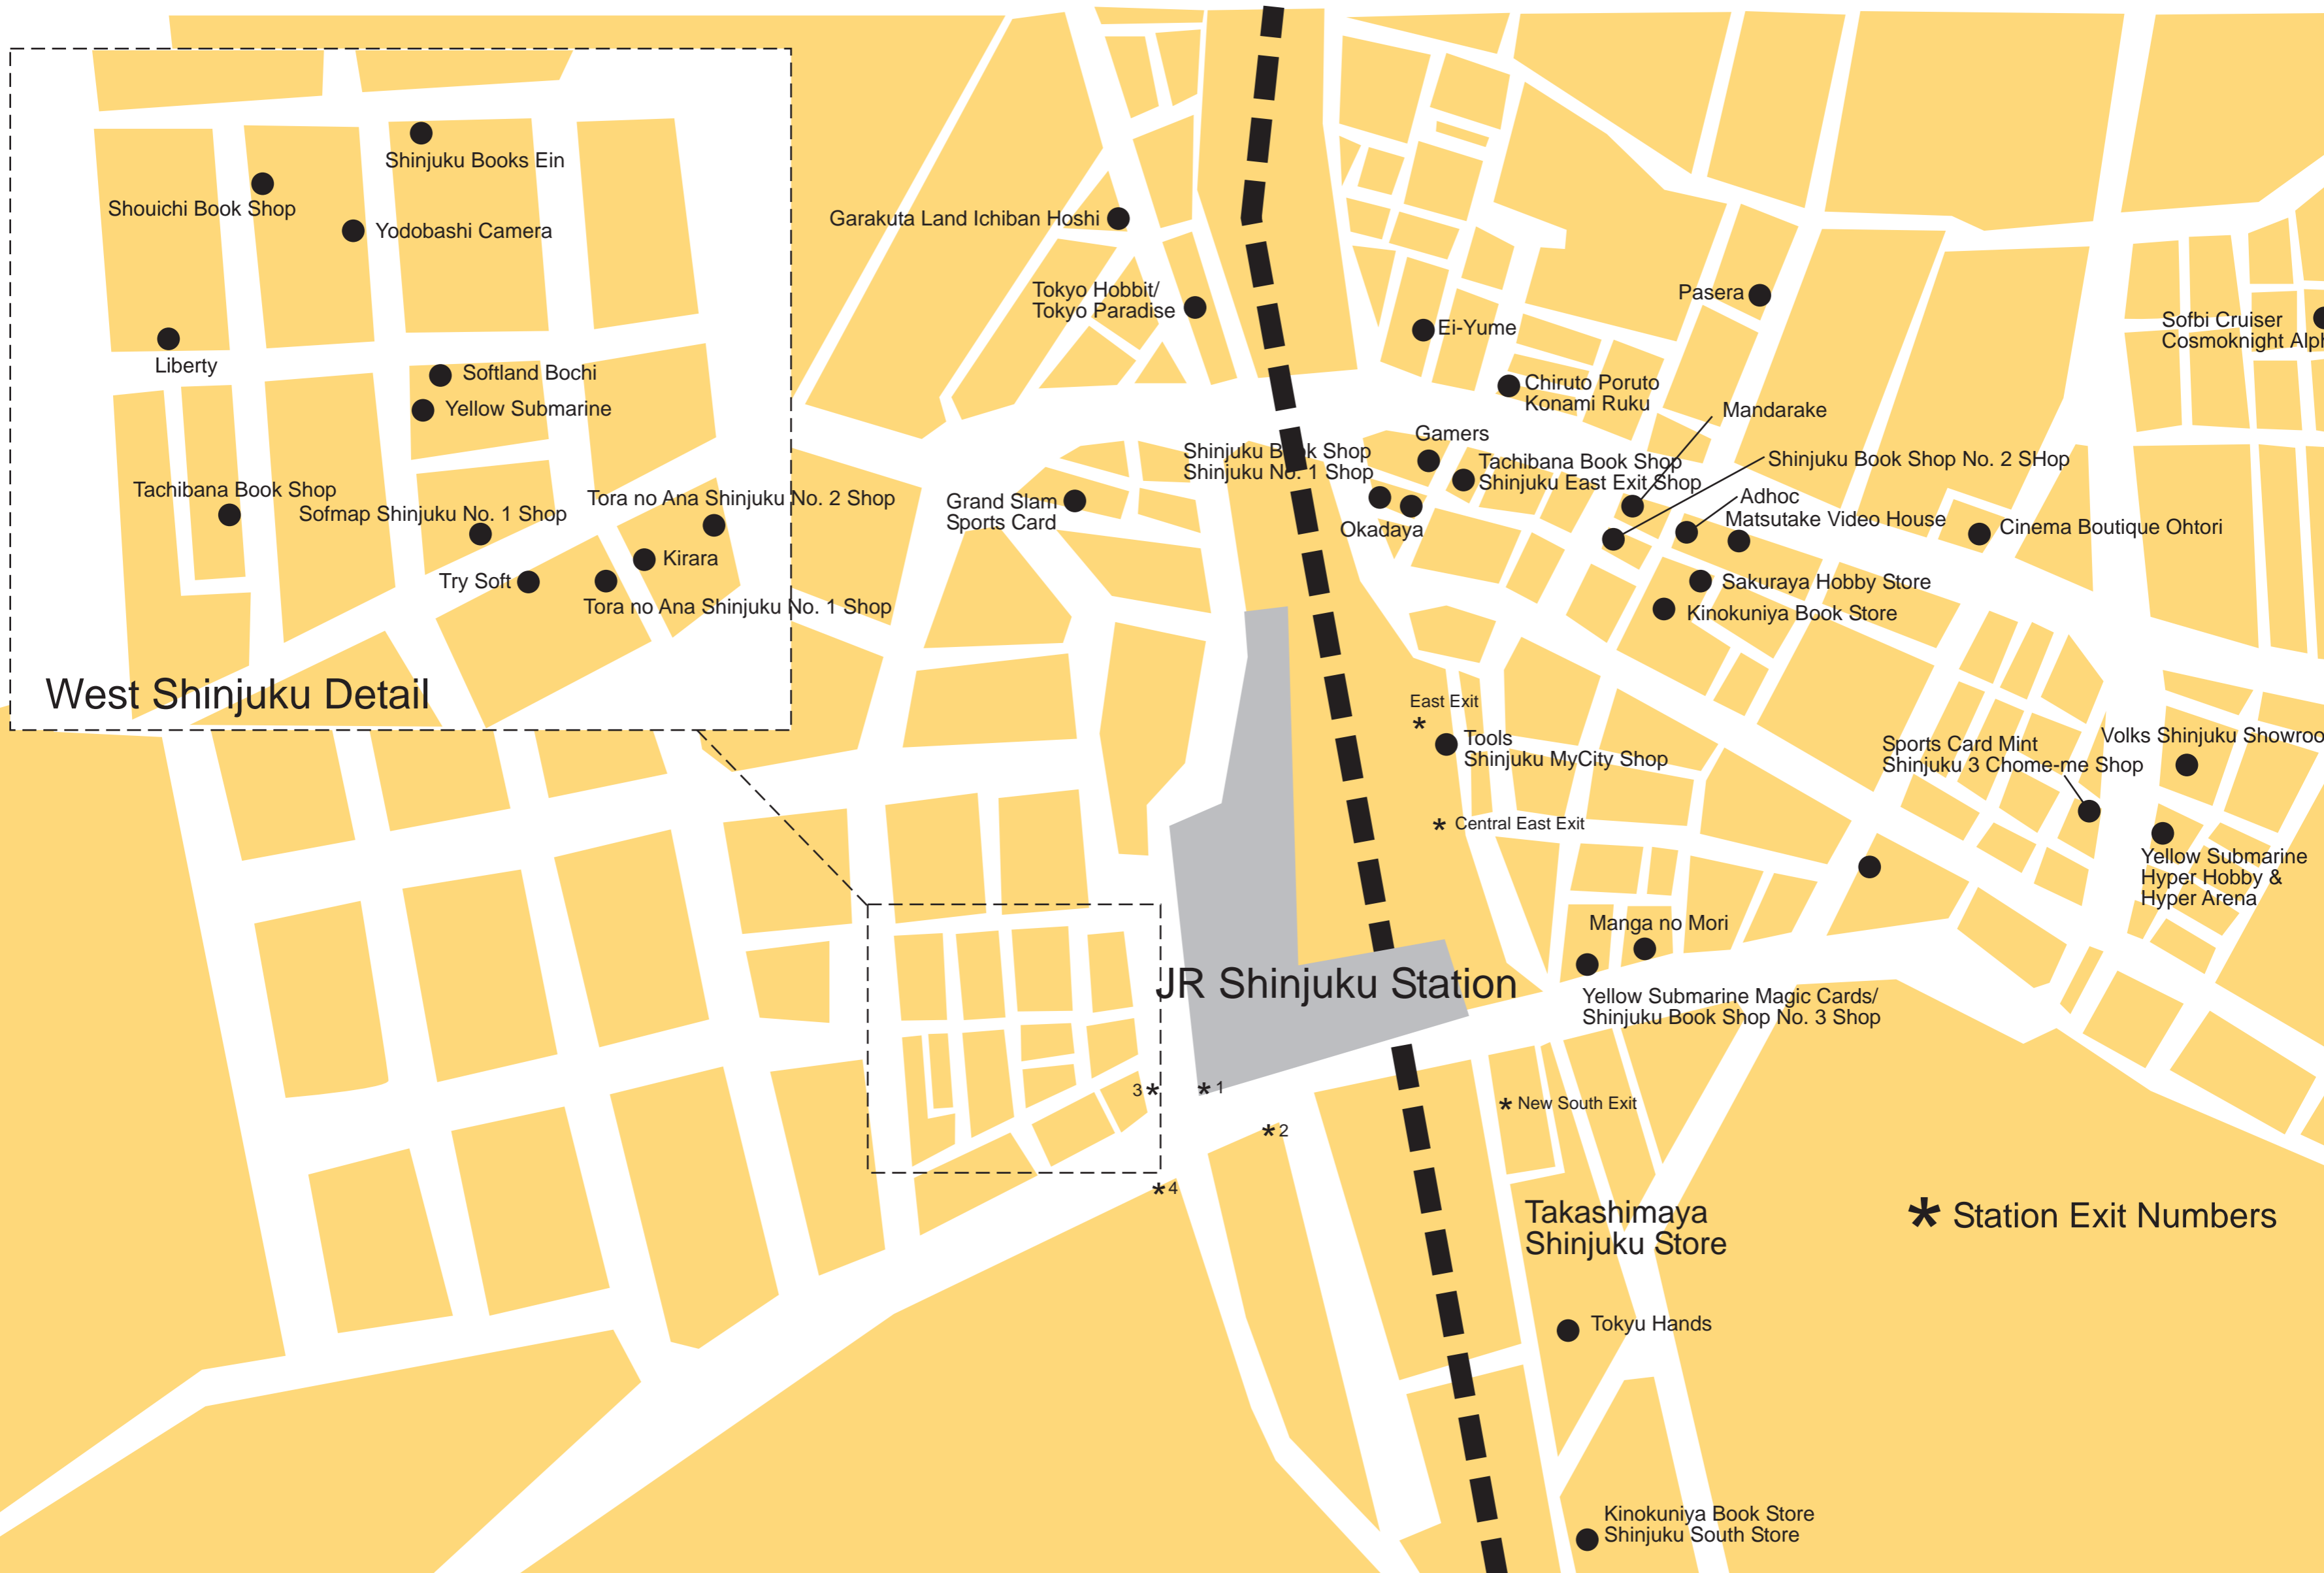 Shinjuku Books Ein
Shouichi Book Shop
Yodobashi Camera
Liberty
Softland Bochi
Yellow Submarine
Tachibana Book Shop
Sofmap Shinjuku No. 1 Shop
Tora no Ana Shinjuku No. 2 Shop
Kirara
Try Soft
Tora no Ana Shinjuku No. 1 Shop
West Shinjuku Detail
Garakuta Land Ichiban Hoshi
Tokyo Hobbit/
Tokyo Paradise
Grand Slam
Sports Card
Pasera
Ei-Yume
Sofbi Cruiser
Cosmoknight Alph
Chiruto Poruto
Konami Ruku
Mandarake
Gamers
Shinjuku Book Shop
Shinjuku No. 1 Shop
Tachibana Book Shop
Shinjuku East Exit Shop
Shinjuku Book Shop No. 2 SHop
Okadaya
Adhoc
Matsutake Video House
Cinema Boutique Ohtori
Sakuraya Hobby Store
Kinokuniya Book Store
East Exit
*
Tools
Shinjuku MyCity Shop
* Central East Exit
Sports Card Mint
Shinjuku 3 Chome-me Shop
Volks Shinjuku Showroo
Yellow Submarine
Hyper Hobby &
Hyper Arena
Manga no Mori
JR Shinjuku Station
Yellow Submarine Magic Cards/
Shinjuku Book Shop No. 3 Shop
3 *
* 1
* 2
* 4
* New South Exit
Takashimaya
Shinjuku Store
* Station Exit Numbers
Tokyu Hands
Kinokuniya Book Store
Shinjuku South Store